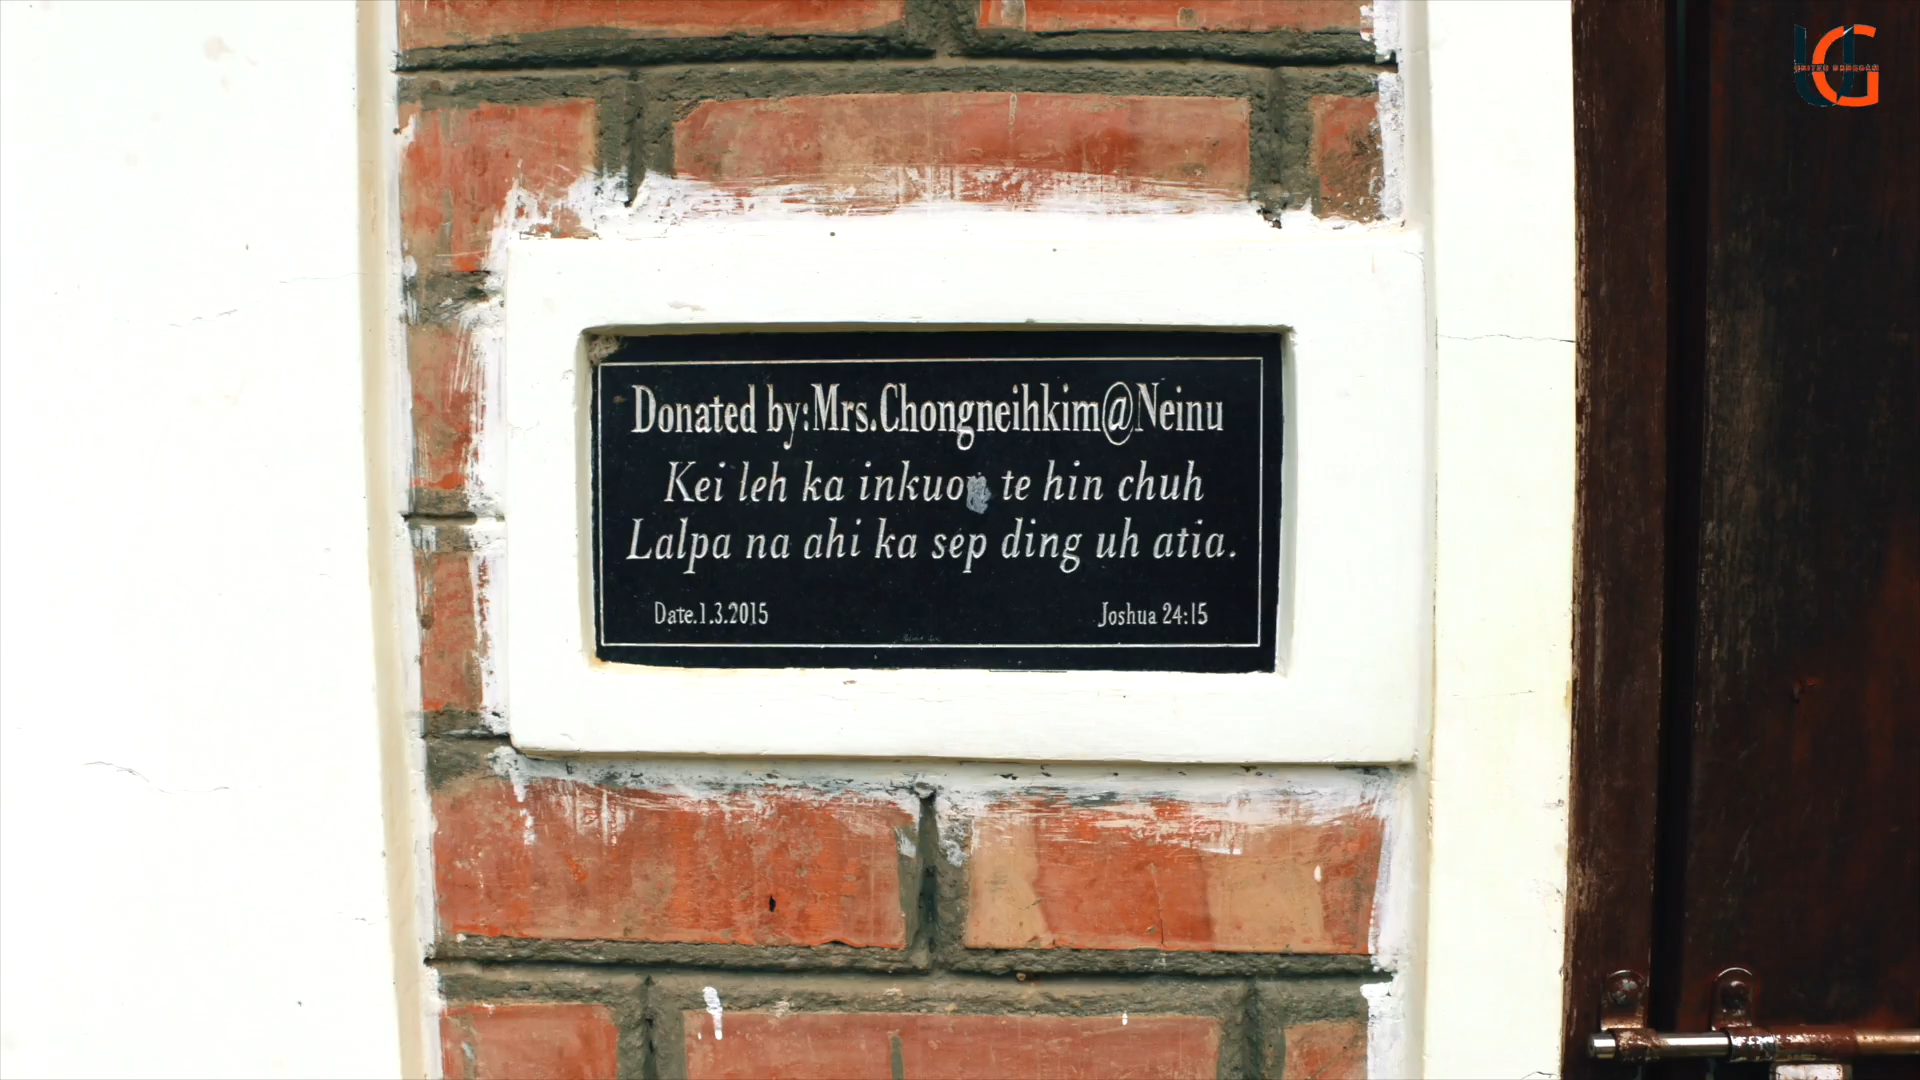 Donated by:Mrs.Chongneihkim@Neinu
Kei leh ka inkuon te hin chuh
Lalpa na ahi ka sep ding uh atia.
Date.1.3.2015
Joshua 24:15
UG